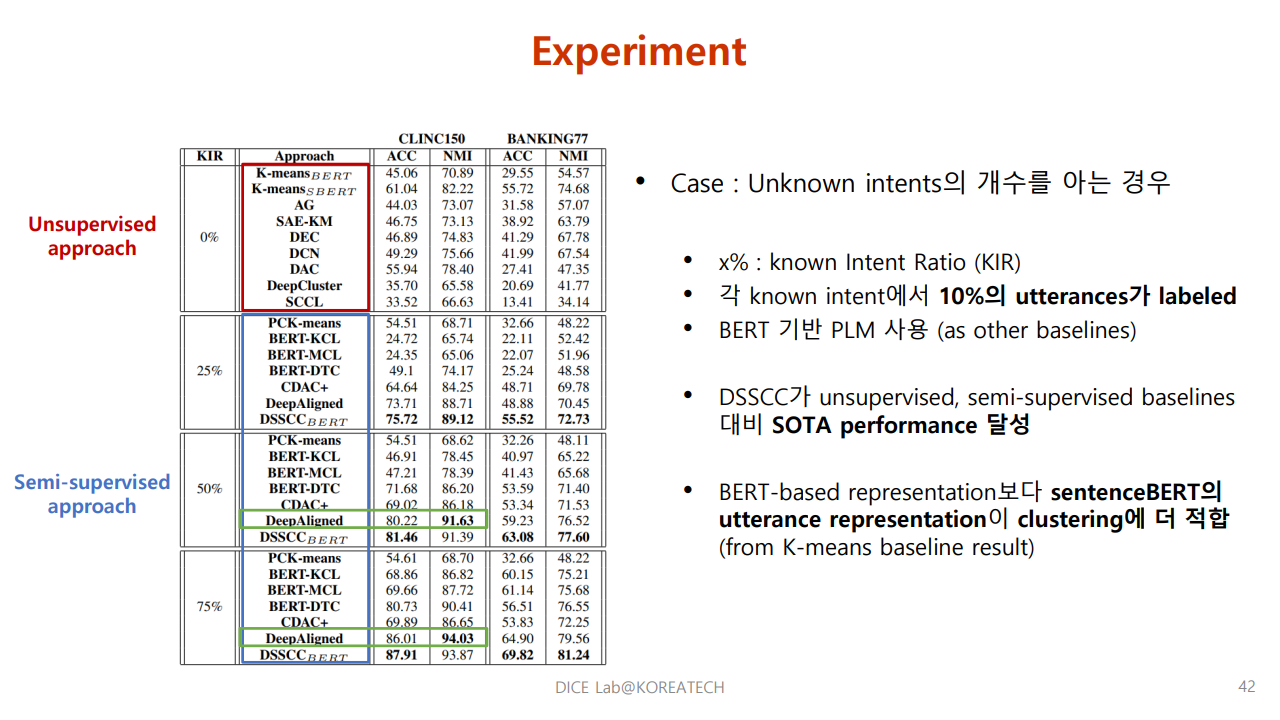 Experiment
CLINC150 BANKING77
KIR Approach ACC NMI ACC NMI
K-means_BERT 45.06 70.89 29.55 54.57
K-means_SBERT 61.04 82.22 55.72 74.68
AG 44.03 73.07 31.58 57.07
SAE-KM 46.75 73.13 38.92 63.79
0% DEC 46.89 74.83 41.29 67.78
DCN 49.29 75.66 41.99 67.54
DAC 55.94 78.40 27.41 47.35
DeepCluster 35.70 65.58 20.69 41.77
SCCL 33.52 66.63 13.41 34.14
Unsupervised
approach
PCK-means 54.51 68.71 32.66 48.22
BERT-KCL 24.72 65.74 22.11 52.42
BERT-MCL 24.35 65.06 22.07 51.96
25% BERT-DTC 49.1 74.17 25.24 48.58
CDAC+ 64.64 84.25 48.71 69.78
DeepAligned 73.71 88.71 48.88 70.45
DSSCC_BERT 75.72 89.12 55.52 72.73
PCK-means 54.51 68.62 32.26 48.11
BERT-KCL 46.91 78.45 40.97 65.22
BERT-MCL 47.21 78.39 41.43 65.68
50% BERT-DTC 71.68 86.20 53.59 71.40
CDAC+ 69.02 86.18 53.34 71.53
DeepAligned 80.22 91.63 59.23 76.52
DSSCC_BERT 81.46 91.39 63.08 77.60
Semi-supervised
approach
PCK-means 54.61 68.70 32.66 48.22
BERT-KCL 68.86 86.82 60.15 75.21
BERT-MCL 69.66 87.72 61.14 75.68
75% BERT-DTC 80.73 90.41 56.51 76.55
CDAC+ 69.89 86.65 53.83 72.25
DeepAligned 86.01 94.03 64.90 79.56
DSSCC_BERT 87.91 93.87 69.82 81.24
• Case : Unknown intents의 개수를 아는 경우
• x% : known Intent Ratio (KIR)
• 각 known intent에서 10%의 utterances가 labeled
• BERT 기반 PLM 사용 (as other baselines)
• DSSCC가 unsupervised, semi-supervised baselines
대비 SOTA performance 달성
• BERT-based representation보다 sentenceBERT의
utterance representation이 clustering에 더 적합
(from K-means baseline result)
DICE Lab@KOREATECH
42